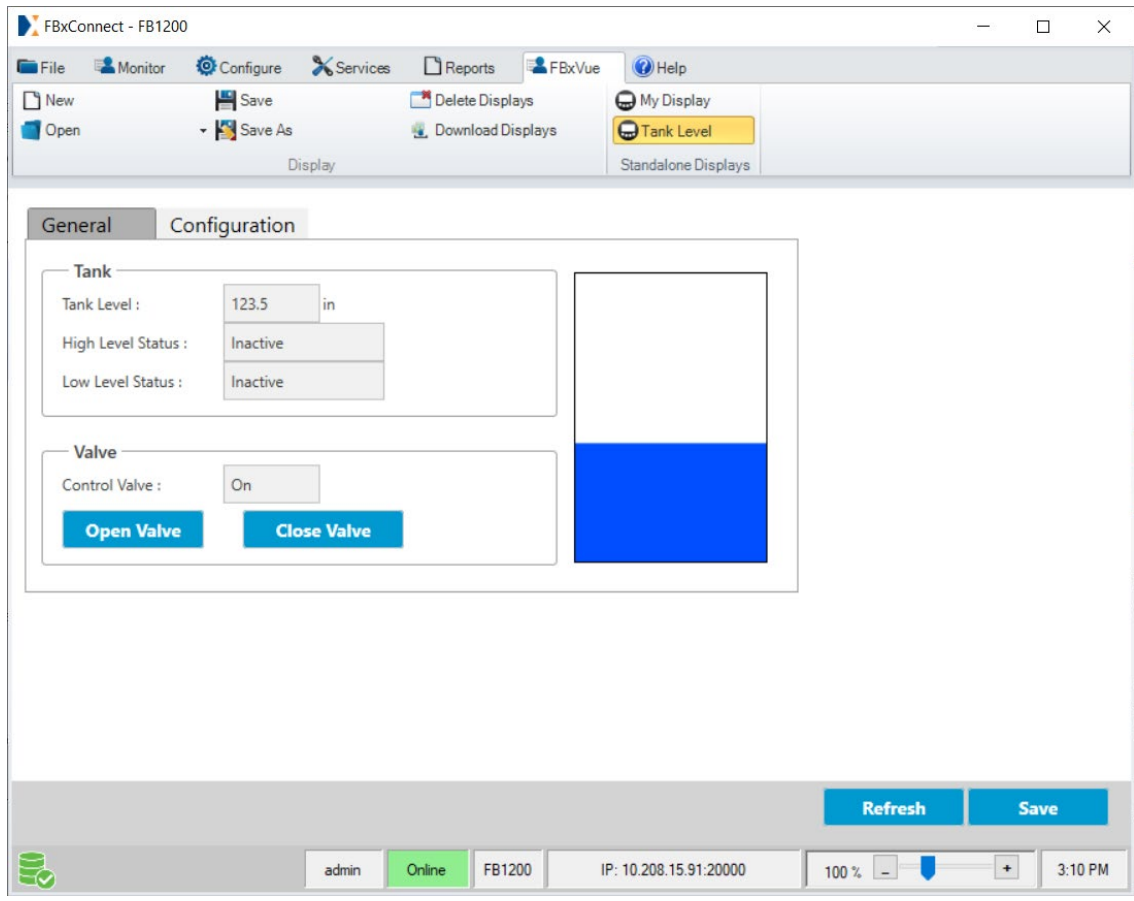 FBxConnect - FB1200
File Monitor Configure Services Reports FBxVue Help
New Save Delete Displays My Display
Open Save As Download Displays Tank Level
Display Standalone Displays
General Configuration
Tank
Tank Level : 123.5 in
High Level Status : Inactive
Low Level Status : Inactive
Valve
Control Valve : On
Open Valve Close Valve
Refresh Save
admin Online FB1200 IP: 10.208.15.91:20000 100 % - + 3:10 PM